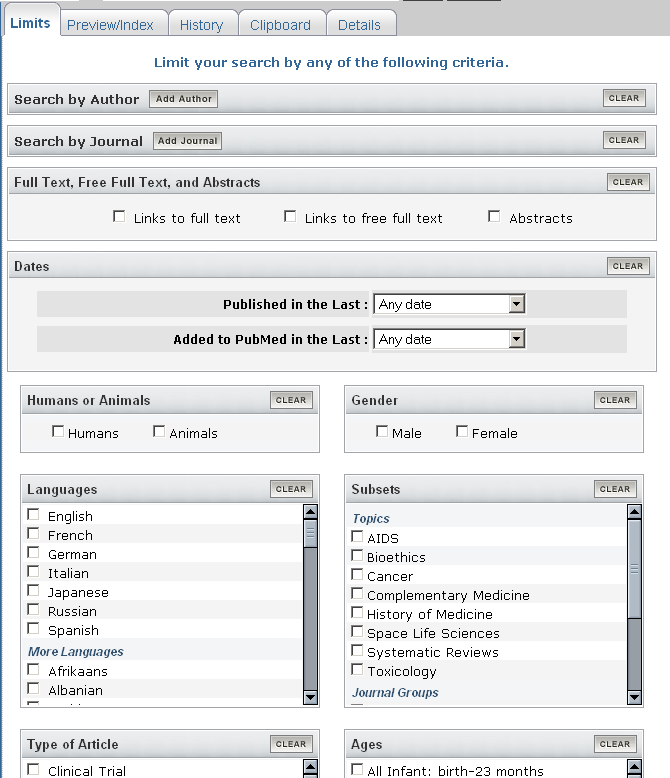 Limits Preview/Index History Clipboard Details
Limit your search by any of the following criteria.
Search by Author Add Author CLEAR
Search by Journal Add Journal CLEAR
Full Text, Free Full Text, and Abstracts CLEAR
Links to full text Links to free full text Abstracts
Dates CLEAR
Published in the Last : Any date
Added to PubMed in the Last : Any date
Humans or Animals CLEAR
Humans Animals
Gender CLEAR
Male Female
Languages CLEAR
English
French
German
Italian
Japanese
Russian
Spanish
More Languages
Afrikaans
Albanian
Subsets CLEAR
Topics
AIDS
Bioethics
Cancer
Complementary Medicine
History of Medicine
Space Life Sciences
Systematic Reviews
Toxicology
Journal Groups
Type of Article CLEAR
Clinical Trial
Ages CLEAR
All Infant: birth-23 months